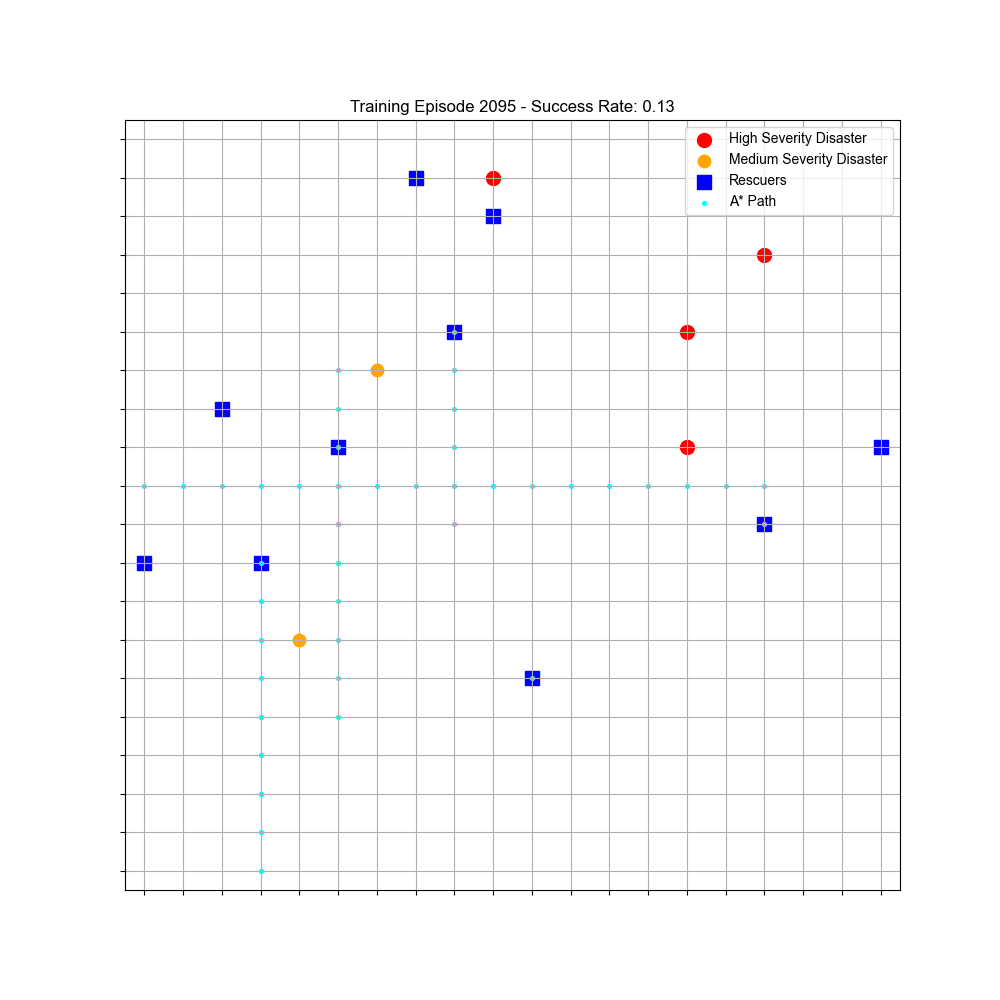 Training Episode 2095 - Success Rate: 0.13
High Severity Disaster
Medium Severity Disaster
Rescuers
A* Path